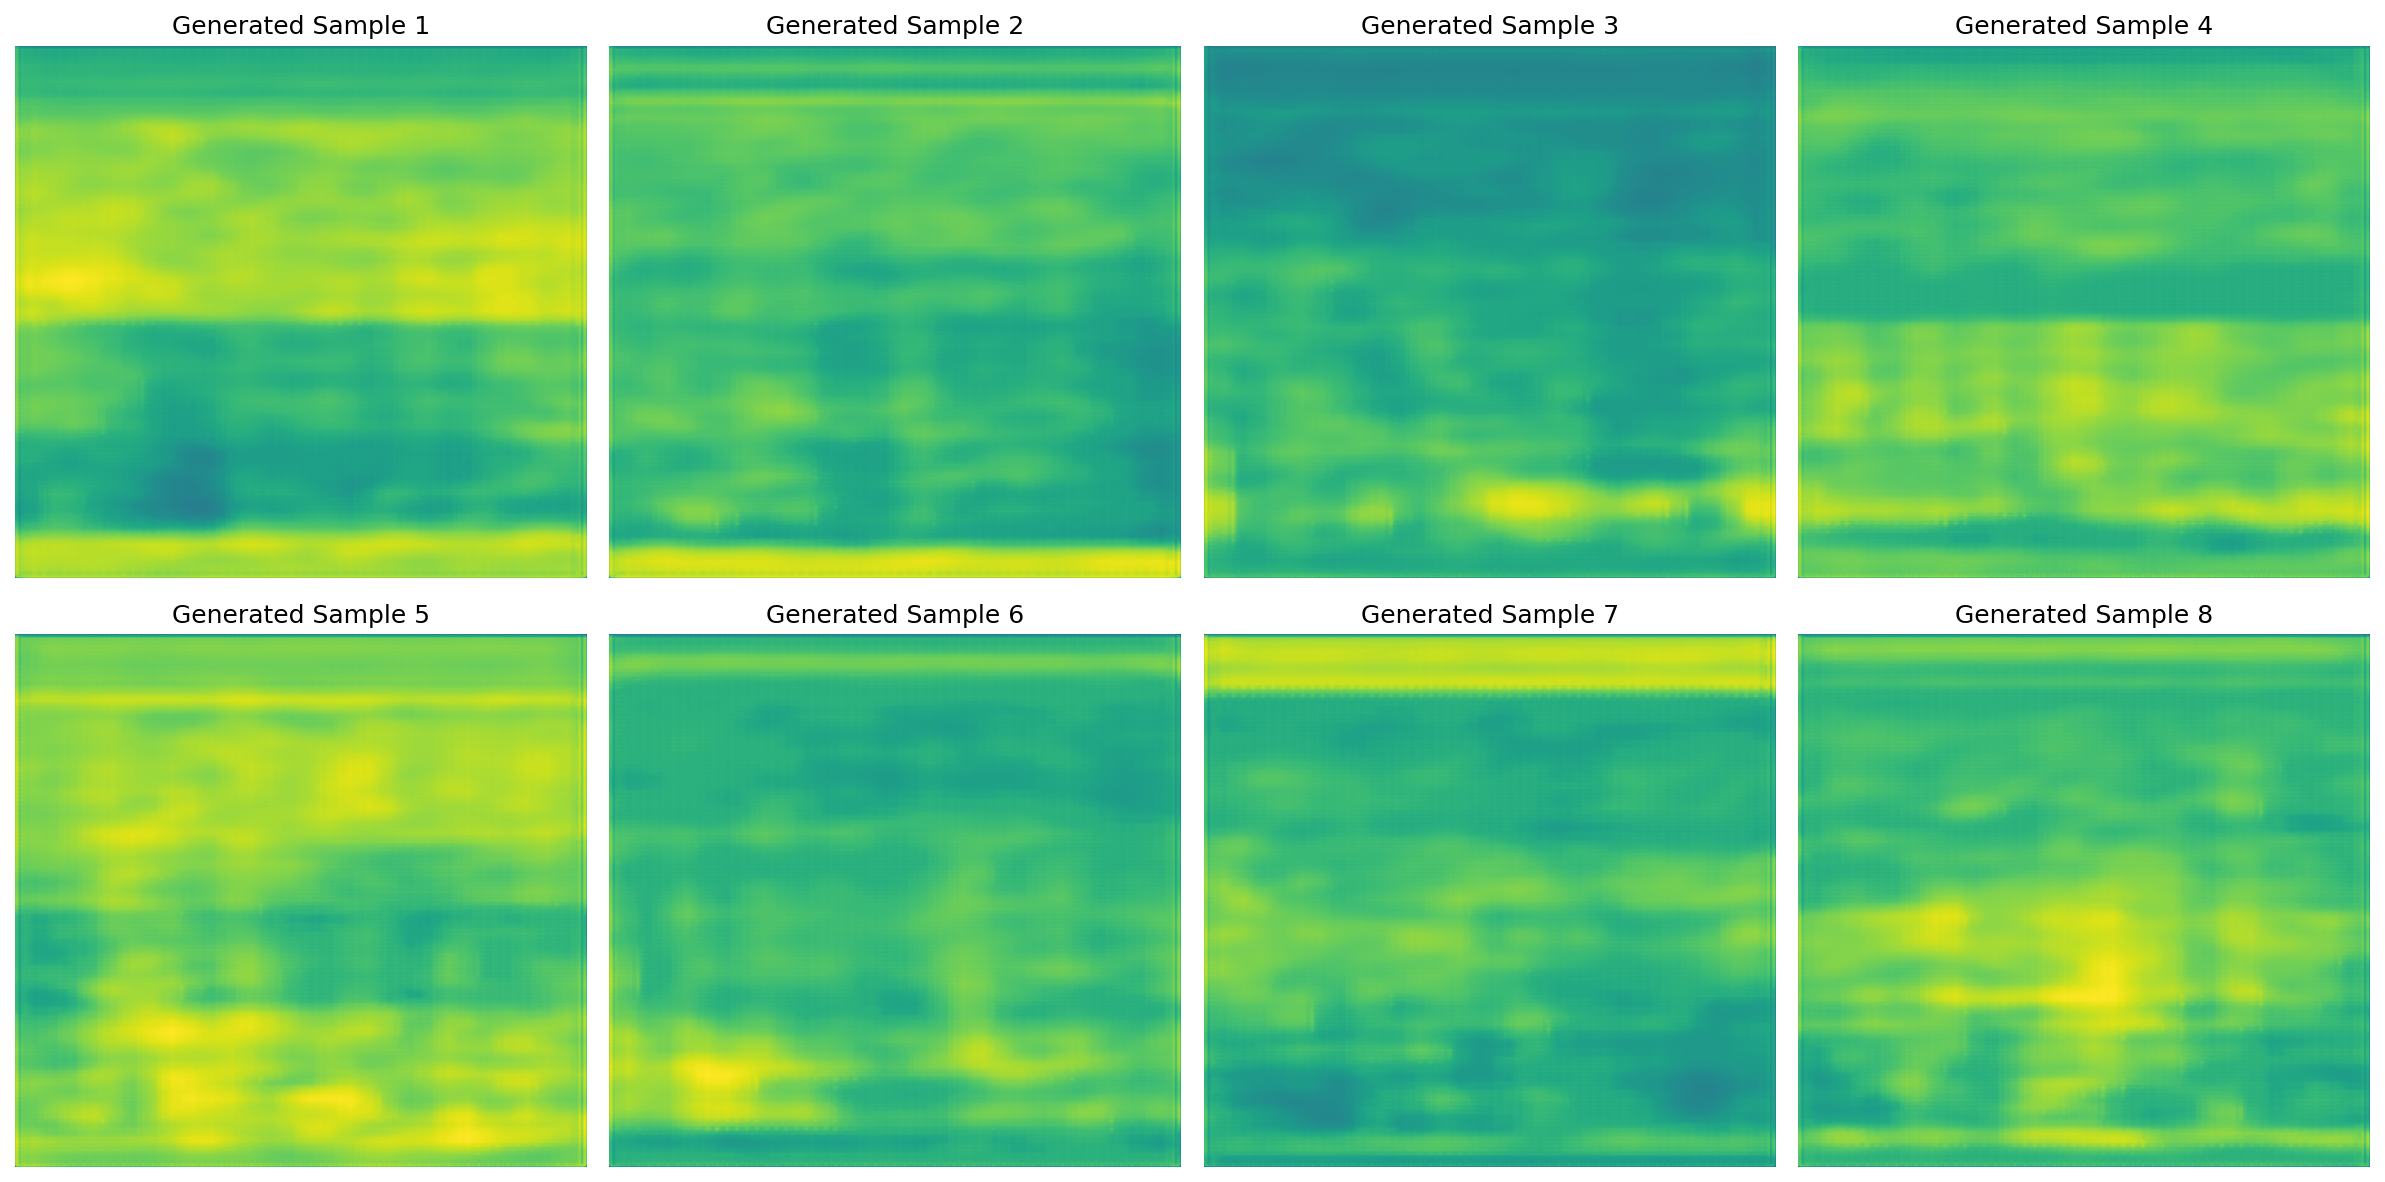 Generated Sample 1
Generated Sample 2
Generated Sample 3
Generated Sample 4
Generated Sample 5
Generated Sample 6
Generated Sample 7
Generated Sample 8